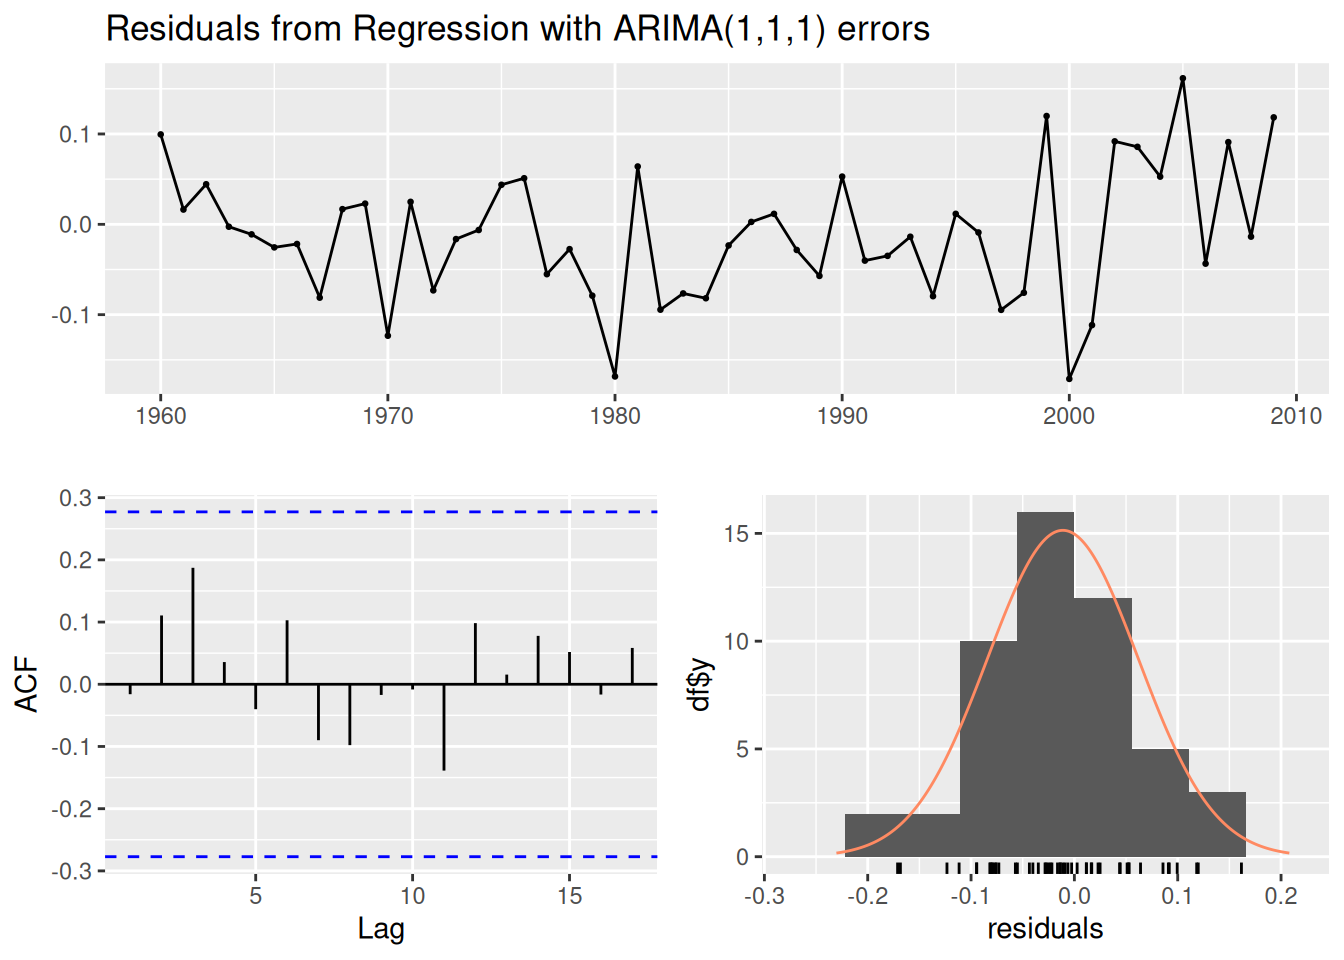 Residuals from Regression with ARIMA(1,1,1) errors
0.1
0.0
-0.1
1960 1970 1980 1990 2000 2010
ACF
0.3
0.2
0.1
0.0
-0.1
-0.2
-0.3
5 10 15
Lag
df$y
15
10
5
0
-0.3 -0.2 -0.1 0.0 0.1 0.2
residuals